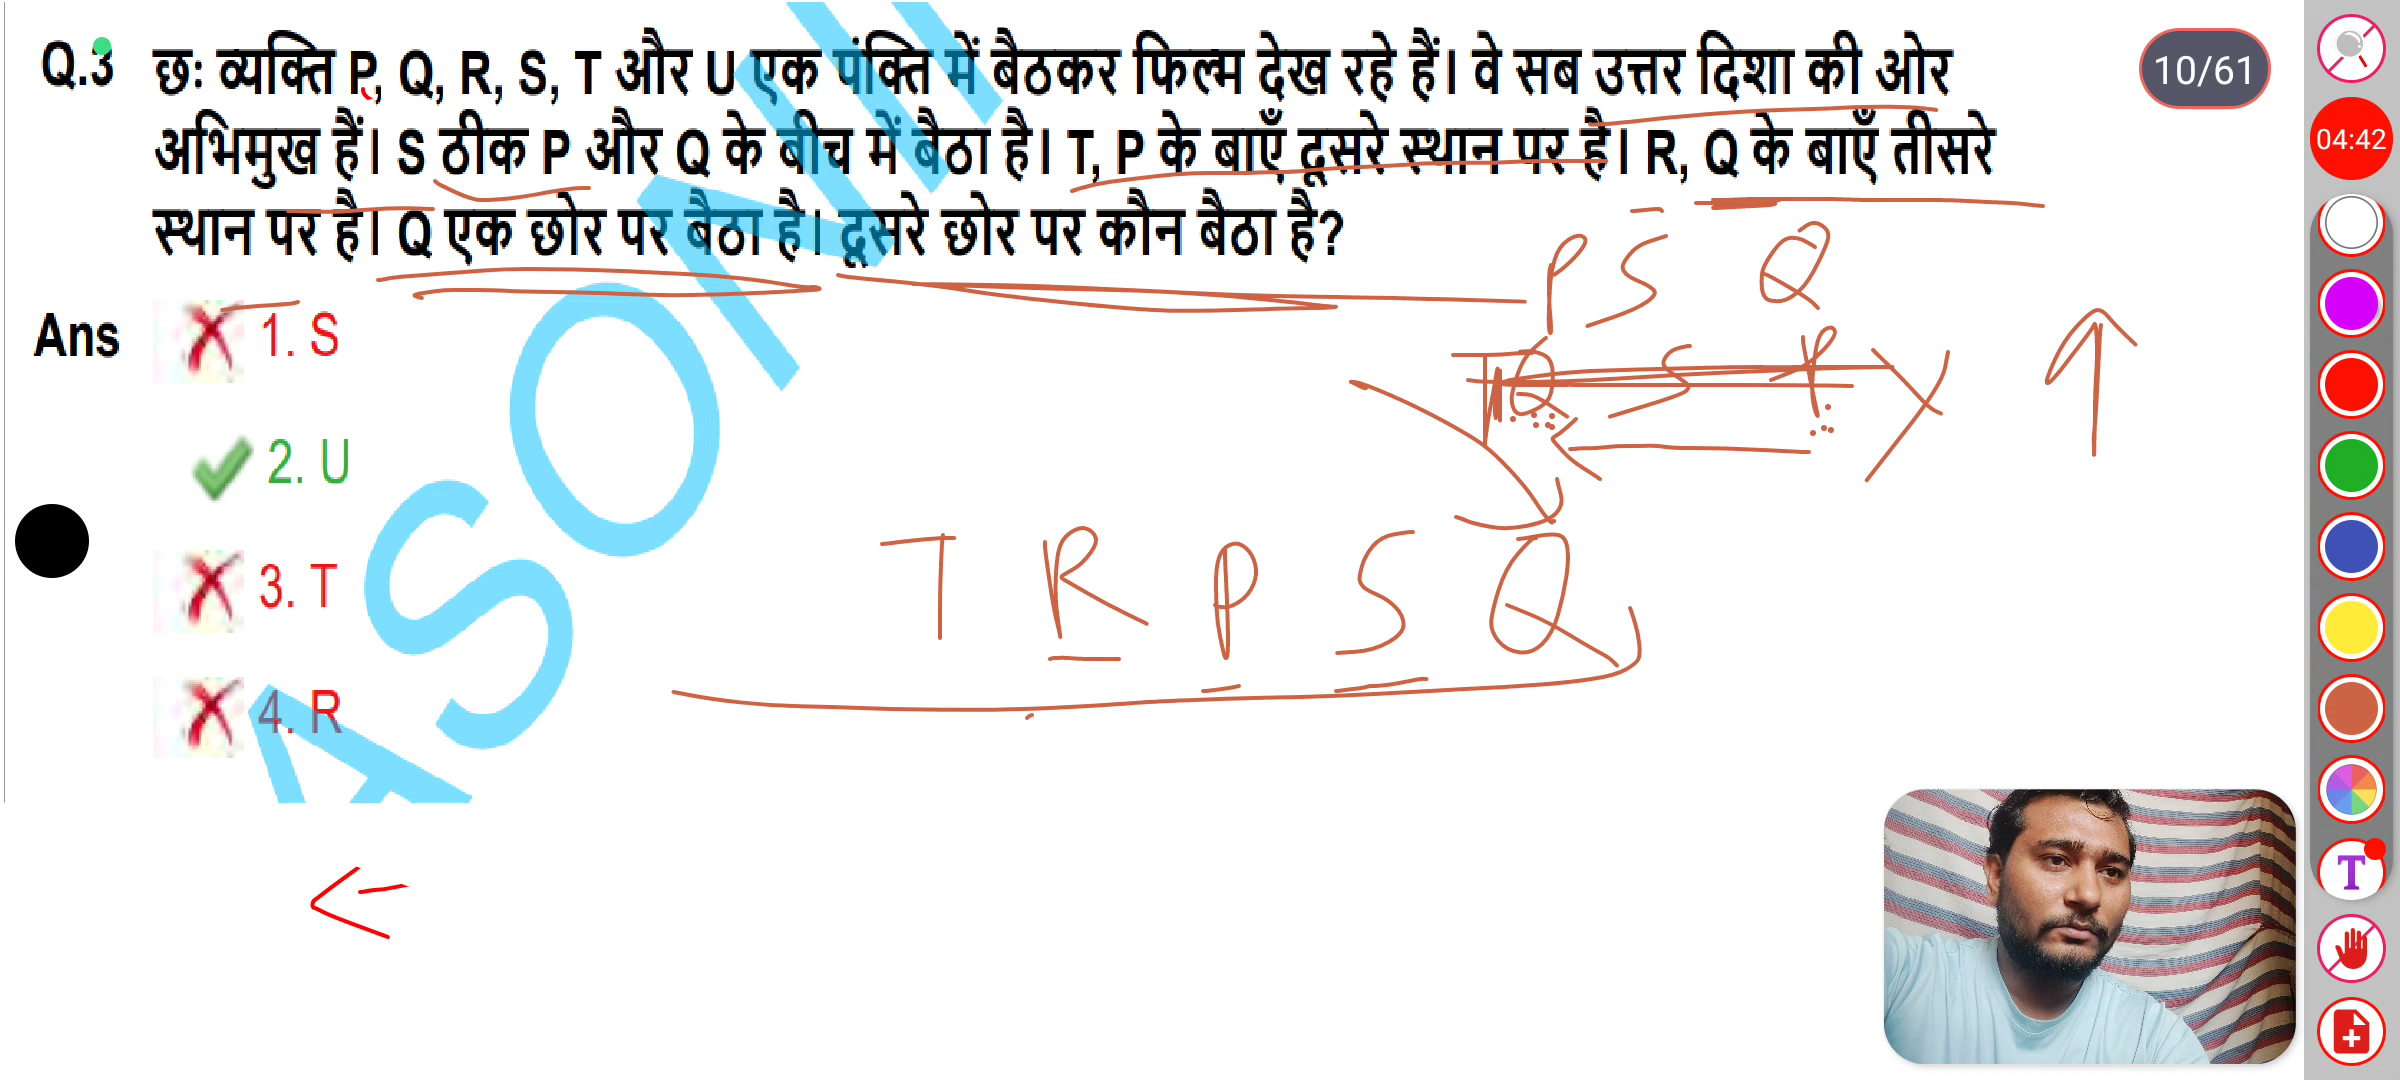 Q.3 छः व्यक्ति P, Q, R, S, T और U एक पंक्ति में बैठकर फिल्म देख रहे हैं। वे सब उत्तर दिशा की ओर
अभिमुख हैं। S ठीक P और Q के बीच में बैठा है। T, P के बाएँ दूसरे स्थान पर है। R, Q के बाएँ तीसरे
स्थान पर है। Q एक छोर पर बैठा है। दूसरे छोर पर कौन बैठा है?
10/61
04:42
P S Q
T Q S P
Ans 1. S
2. U
3. T
4. R
T R P S Q
ASONI
T